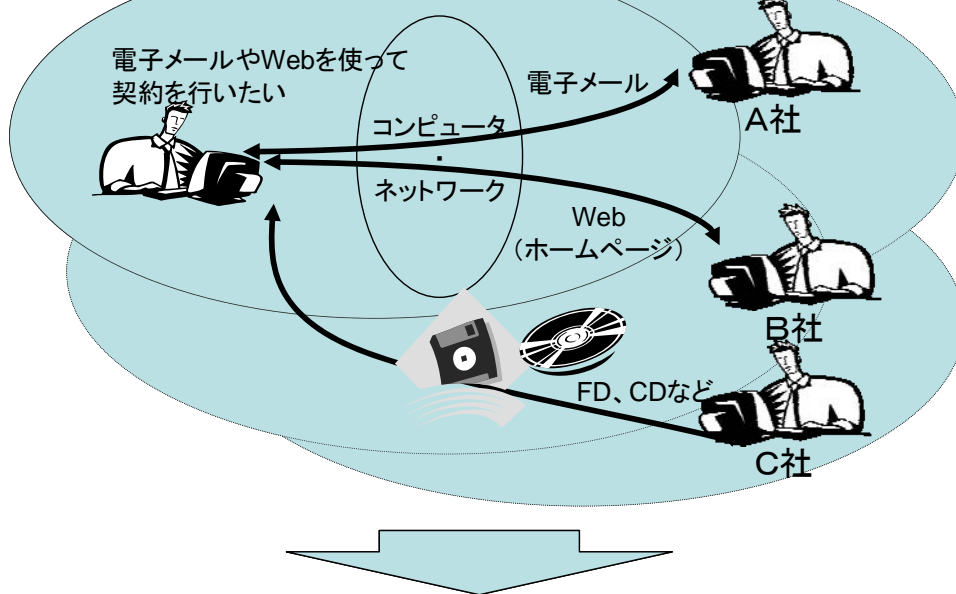 電子メールやWebを使って
契約を行いたい
電子メール
A社
コンピュータ
・
ネットワーク
Web
（ホームページ）
B社
FD、CDなど
C社